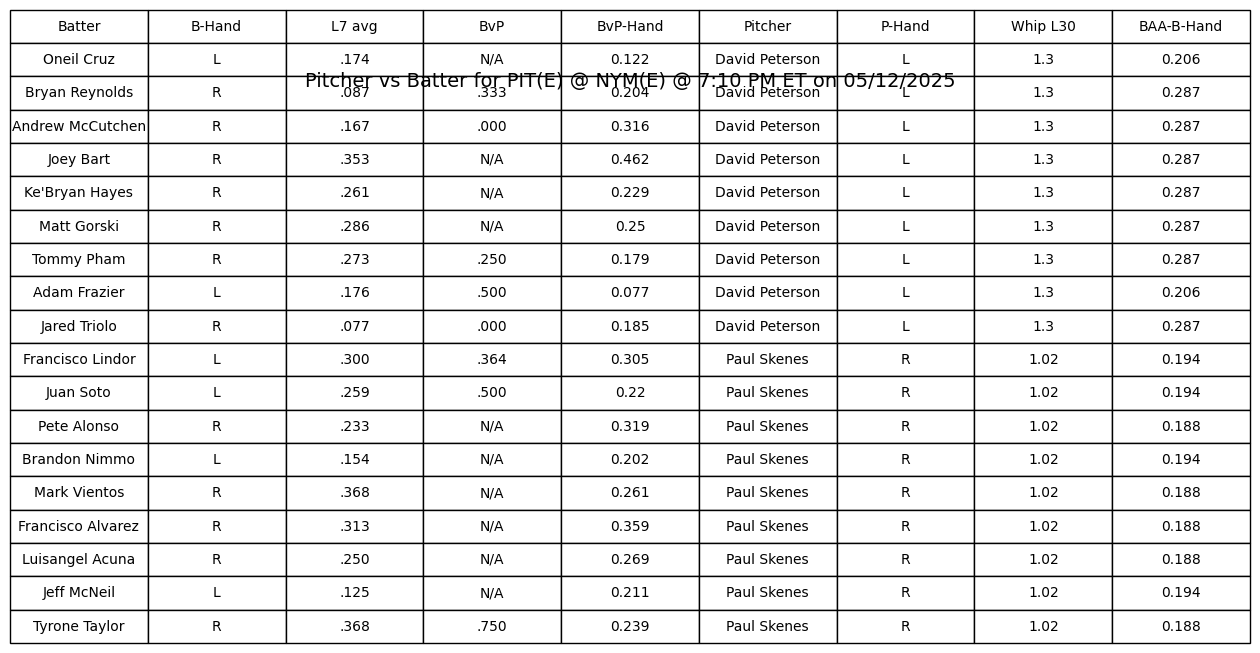 Batter B-Hand L7 avg BvP BvP-Hand Pitcher P-Hand Whip L30 BAA-B-Hand
Oneil Cruz L .174 N/A 0.122 David Peterson L 1.3 0.206
Pitcher vs Batter for PIT(E) @ NYM(E) @ 7:10 PM ET on 05/12/2025
Bryan Reynolds R .087 .333 0.204 David Peterson L 1.3 0.287
Andrew McCutchen R .167 .000 0.316 David Peterson L 1.3 0.287
Joey Bart R .353 N/A 0.462 David Peterson L 1.3 0.287
Ke'Bryan Hayes R .261 N/A 0.229 David Peterson L 1.3 0.287
Matt Gorski R .286 N/A 0.25 David Peterson L 1.3 0.287
Tommy Pham R .273 .250 0.179 David Peterson L 1.3 0.287
Adam Frazier L .176 .500 0.077 David Peterson L 1.3 0.206
Jared Triolo R .077 .000 0.185 David Peterson L 1.3 0.287
Francisco Lindor L .300 .364 0.305 Paul Skenes R 1.02 0.194
Juan Soto L .259 .500 0.22 Paul Skenes R 1.02 0.194
Pete Alonso R .233 N/A 0.319 Paul Skenes R 1.02 0.188
Brandon Nimmo L .154 N/A 0.202 Paul Skenes R 1.02 0.194
Mark Vientos R .368 N/A 0.261 Paul Skenes R 1.02 0.188
Francisco Alvarez R .313 N/A 0.359 Paul Skenes R 1.02 0.188
Luisangel Acuna R .250 N/A 0.269 Paul Skenes R 1.02 0.188
Jeff McNeil L .125 N/A 0.211 Paul Skenes R 1.02 0.194
Tyrone Taylor R .368 .750 0.239 Paul Skenes R 1.02 0.188